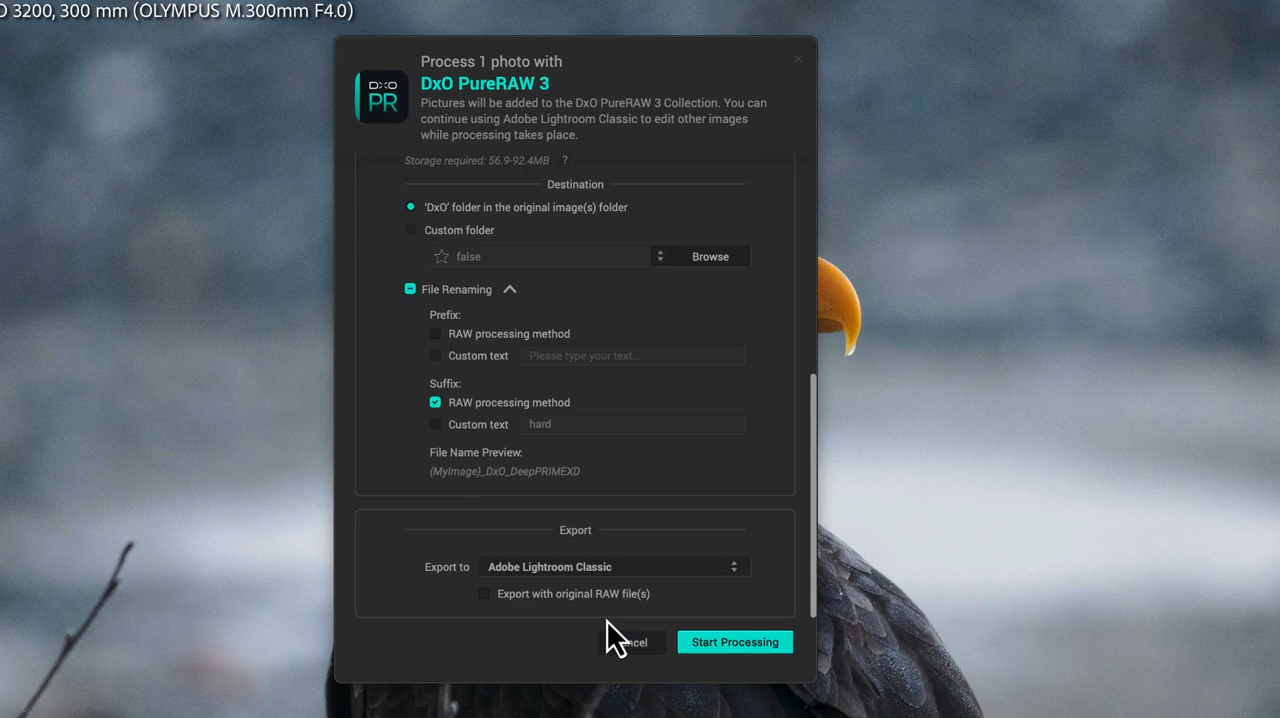 O 3200, 300 mm (OLYMPUS M.300mm F4.0)
Process 1 photo with
DxO PureRAW 3
DXO
PR
Pictures will be added to the DxO PureRAW 3 Collection. You can
continue using Adobe Lightroom Classic to edit other images
while processing takes place.
Storage required: 56.9-92.4MB ?
Destination
'DxO' folder in the original image(s) folder
Custom folder
false
Browse
File Renaming
Prefix:
RAW processing method
Custom text Please type your text...
Suffix:
RAW processing method
Custom text hard
File Name Preview:
{MyImage}_DxO_DeepPRIMEXD
Export
Export to Adobe Lightroom Classic
Export with original RAW file(s)
Start Processing